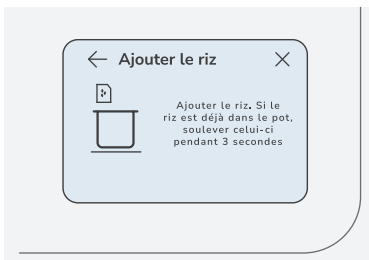 Ajouter le riz
Ajouter le riz. Si le
riz est déjà dans le pot,
soulever celui-ci
pendant 3 secondes